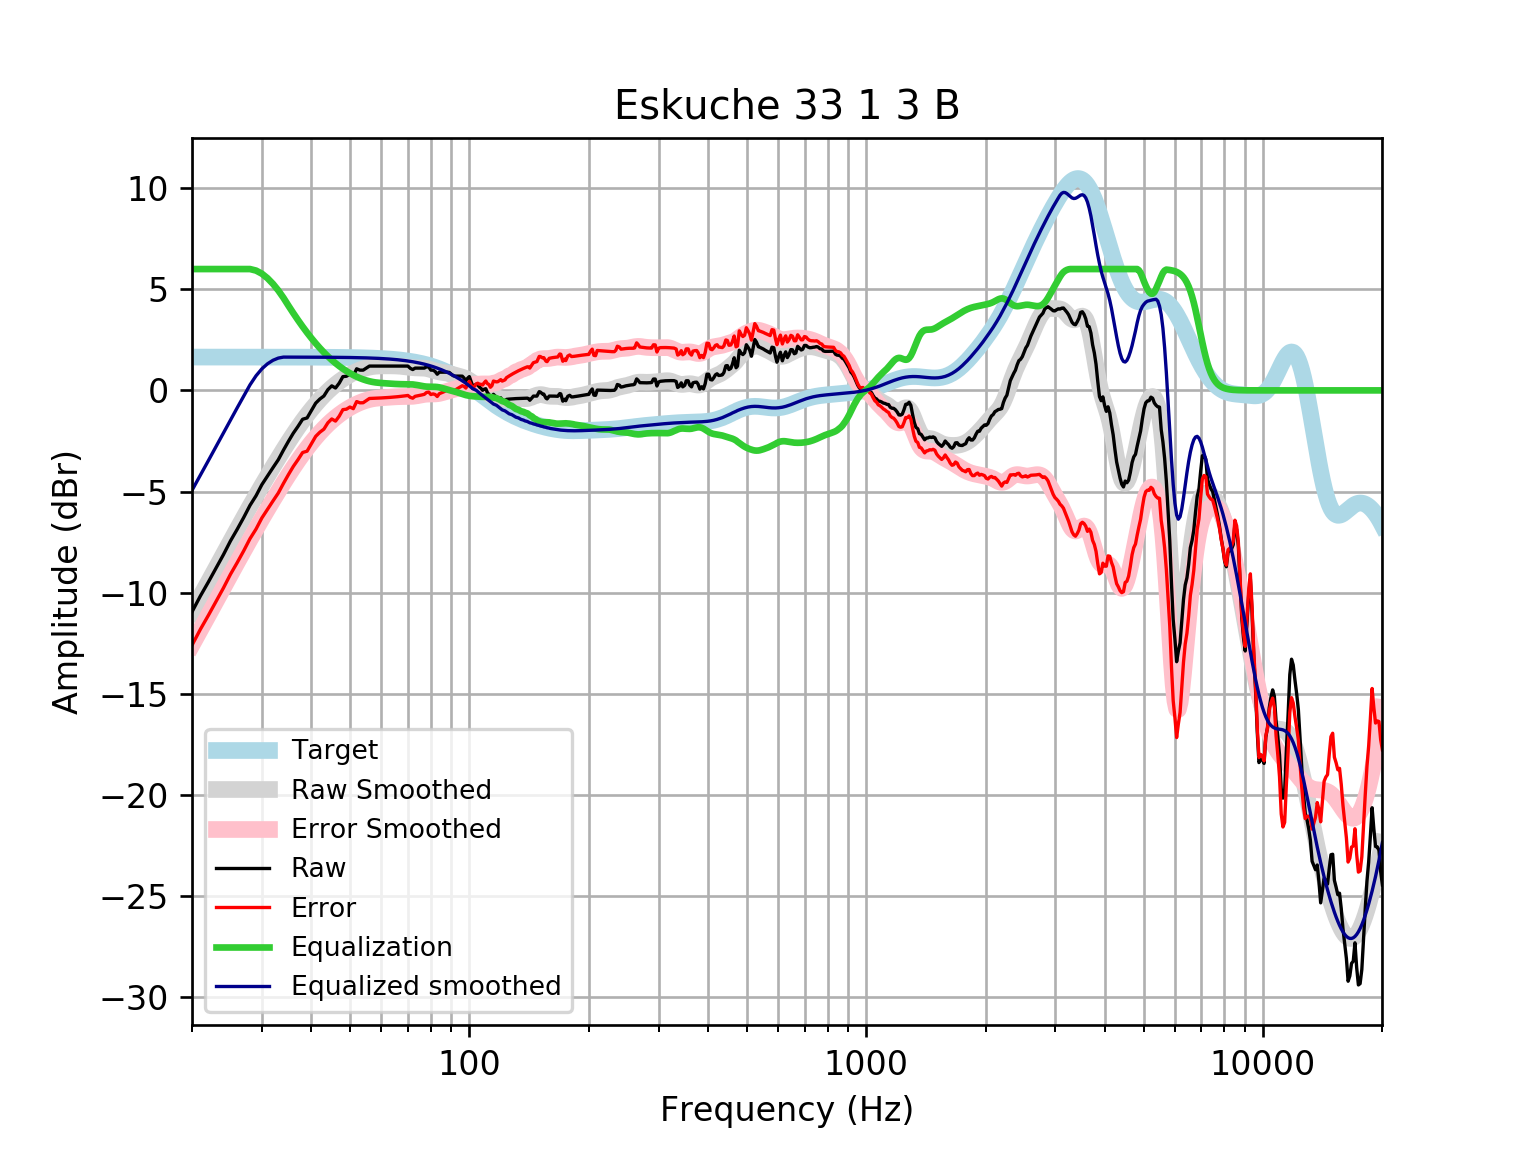 Eskuche 33 1 3 B
10
5
0
−5
−10
−15
−20
−25
−30
Amplitude (dBr)
Target
Raw Smoothed
Error Smoothed
Raw
Error
Equalization
Equalized smoothed
100 1000 10000
Frequency (Hz)